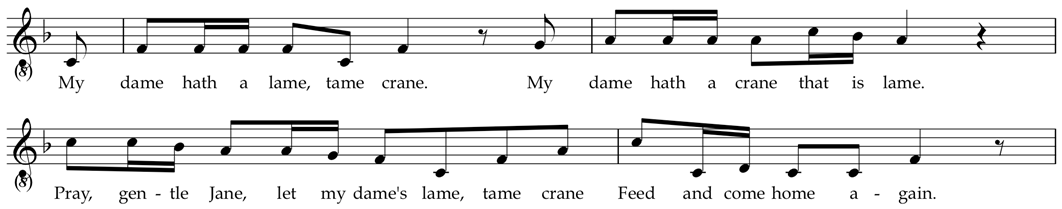 My dame hath a lame, tame crane. My dame hath a crane that is lame.
Pray, gen - tle Jane, let my dame's lame, tame crane Feed and come home a - gain.